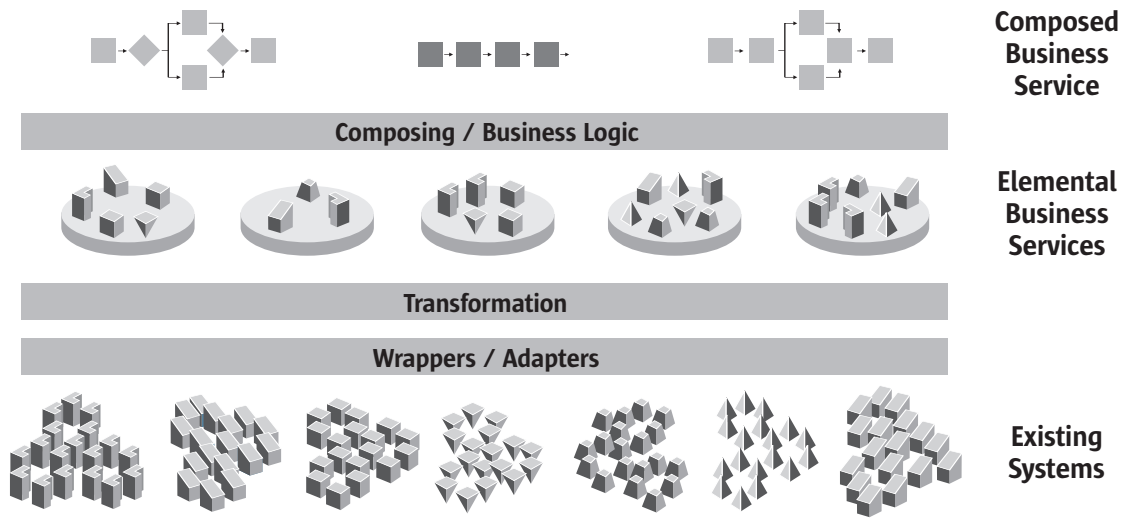 Composed
Business
Service
Composing / Business Logic
Elemental
Business
Services
Transformation
Wrappers / Adapters
Existing
Systems